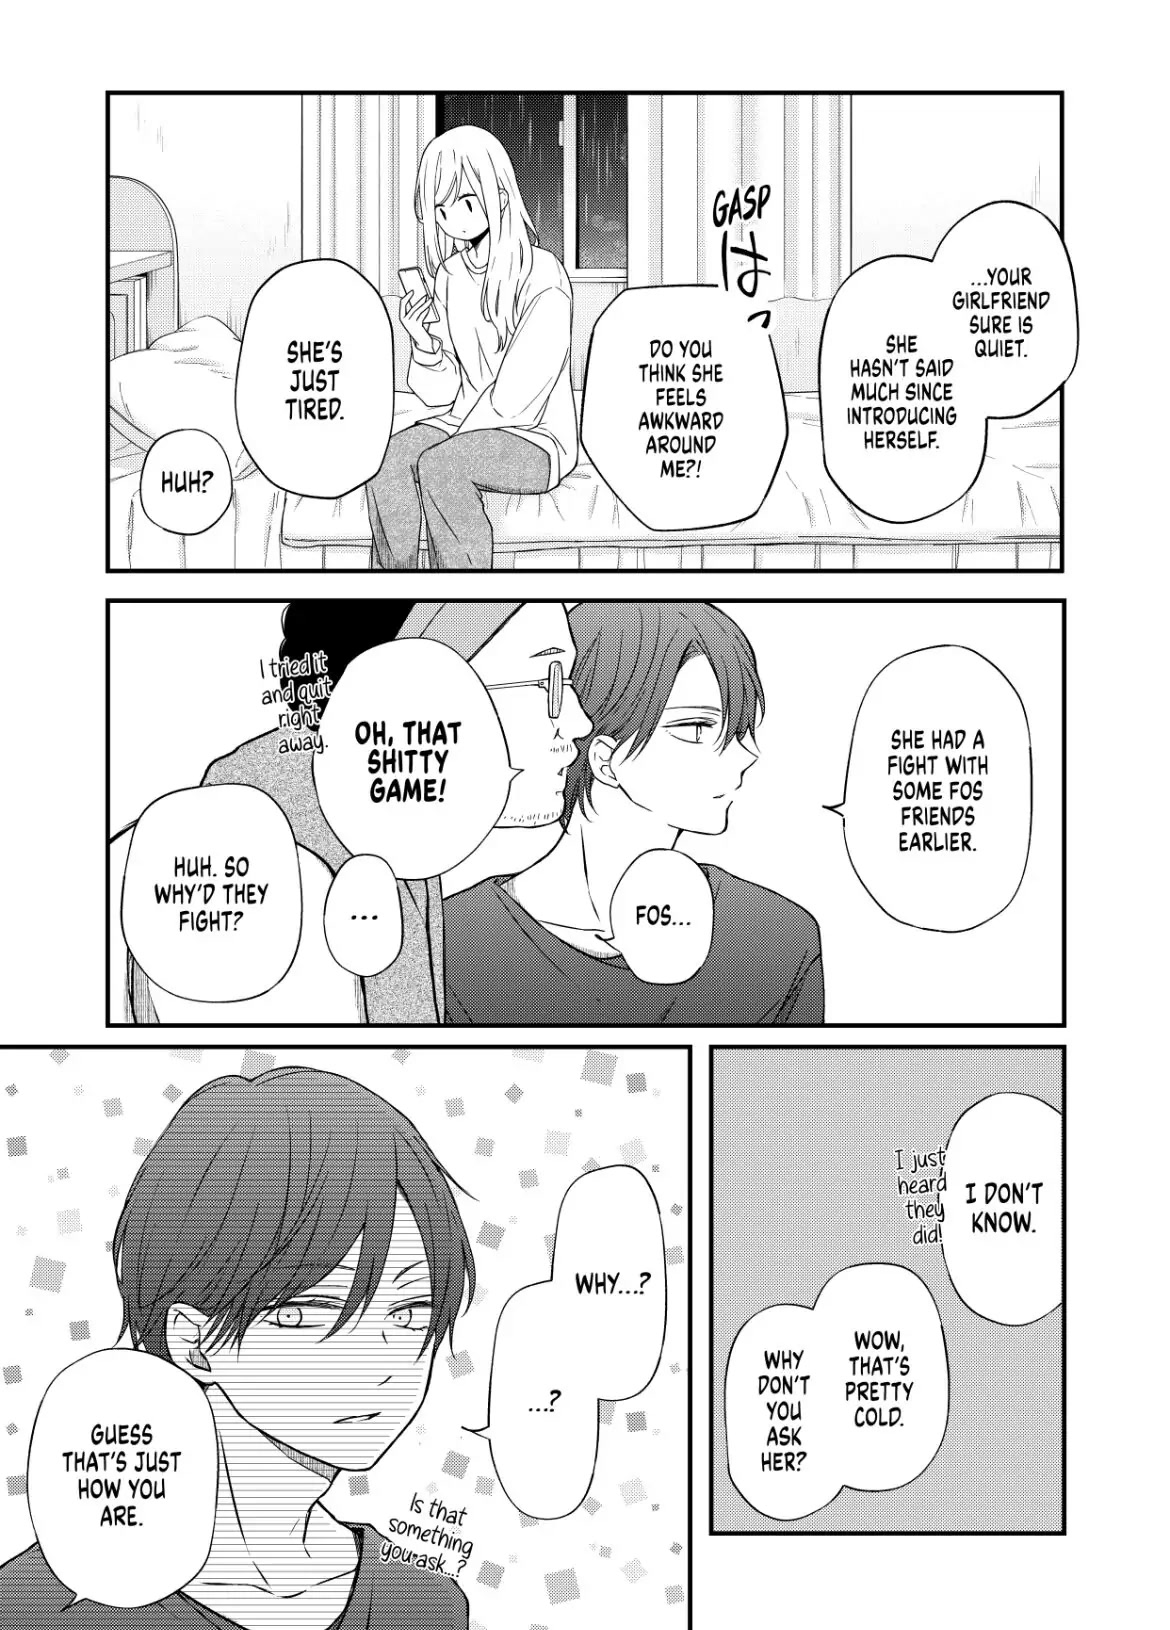 ...YOUR
GIRLFRIEND
SURE IS
QUIET.
SHE
HASN'T SAID
MUCH SINCE
INTRODUCING
HERSELF.
GASP
はっ
DO YOU
THINK SHE
FEELS
AWKWARD
AROUND
ME?!
SHE'S
JUST
TIRED.
HUH?
SHE HAD A
FIGHT WITH
SOME FOS
FRIENDS
EARLIER.
FOS...
OH, THAT
SHITTY
GAME!
I tried it
and quit
right
away.
...
HUH. SO
WHY'D THEY
FIGHT?
I DON'T
KNOW.
I just
heard
they
did!
WOW,
THAT'S
PRETTY
COLD.
WHY
DON'T
YOU
ASK
HER?
WHY...?
...?
Is that
something
you ask...?
GUESS
THAT'S JUST
HOW YOU
ARE.